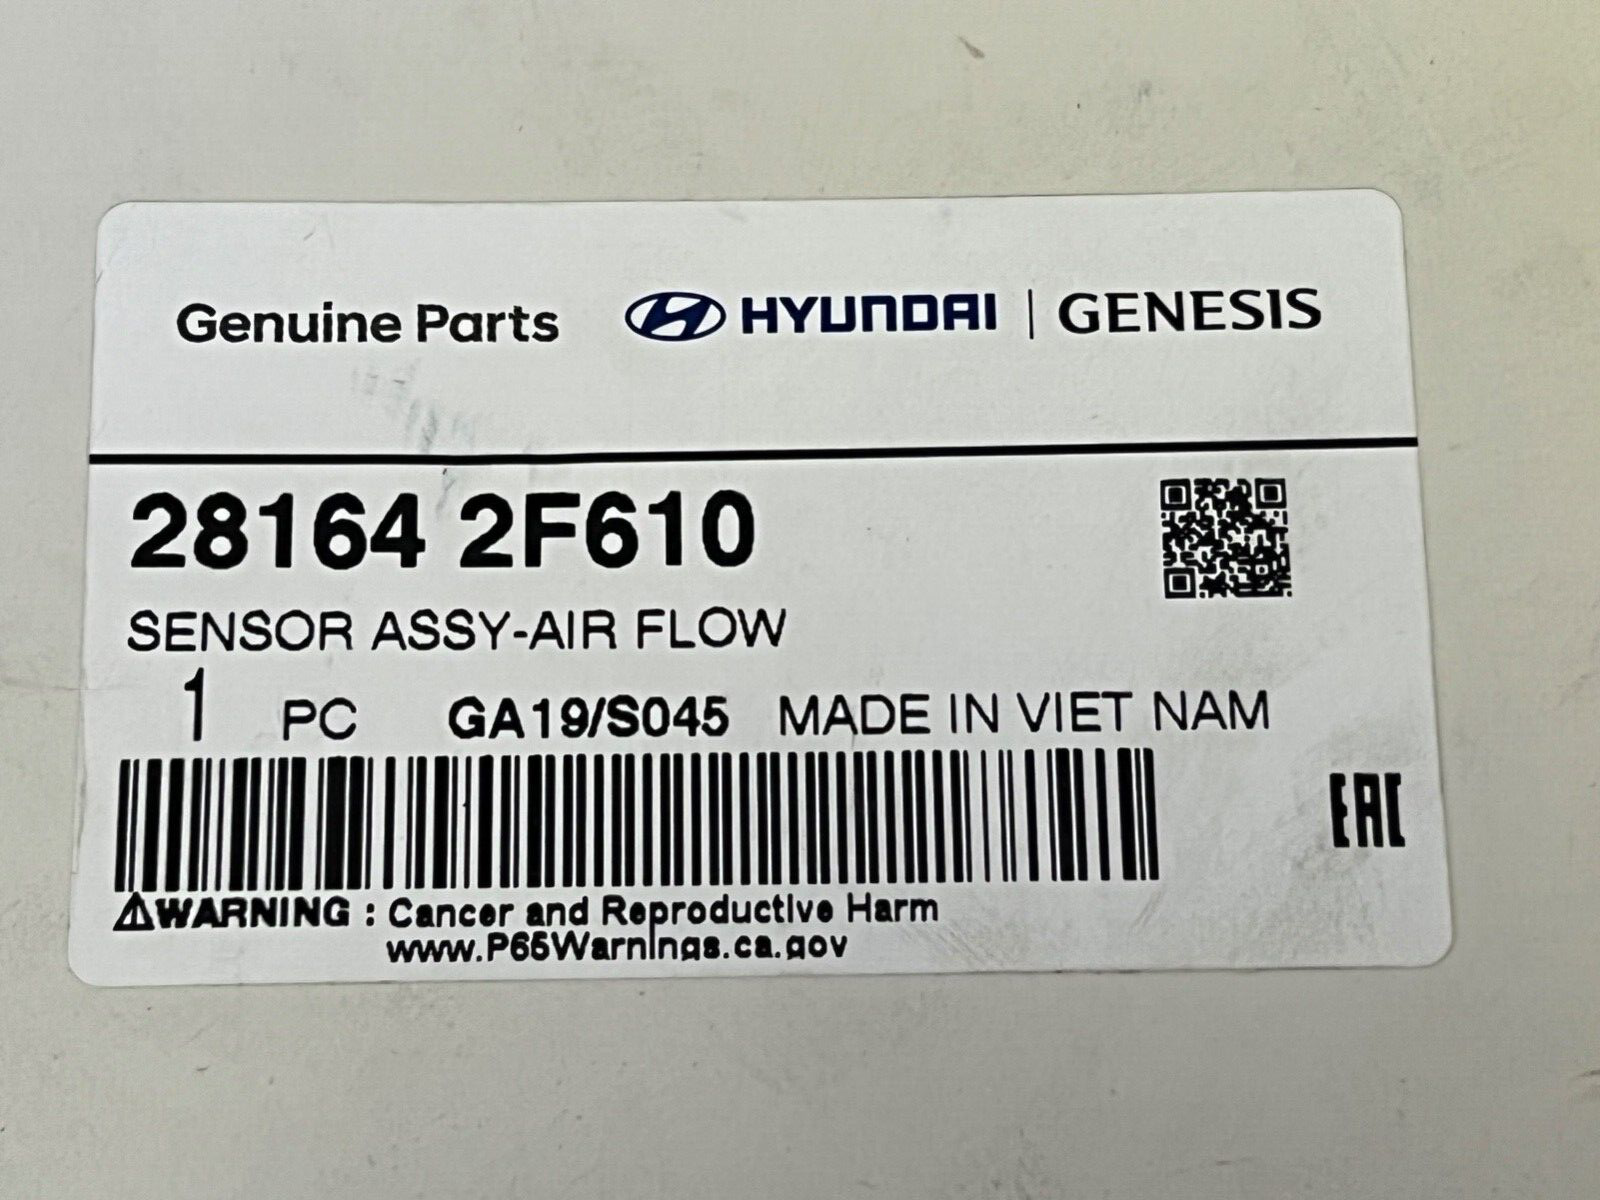 Genuine Parts HYUNDAI | GENESIS
28164 2F610
SENSOR ASSY-AIR FLOW
1 PC GA19/S045 MADE IN VIET NAM
EAC
⚠WARNING : Cancer and Reproductive Harm
www.P65Warnings.ca.gov